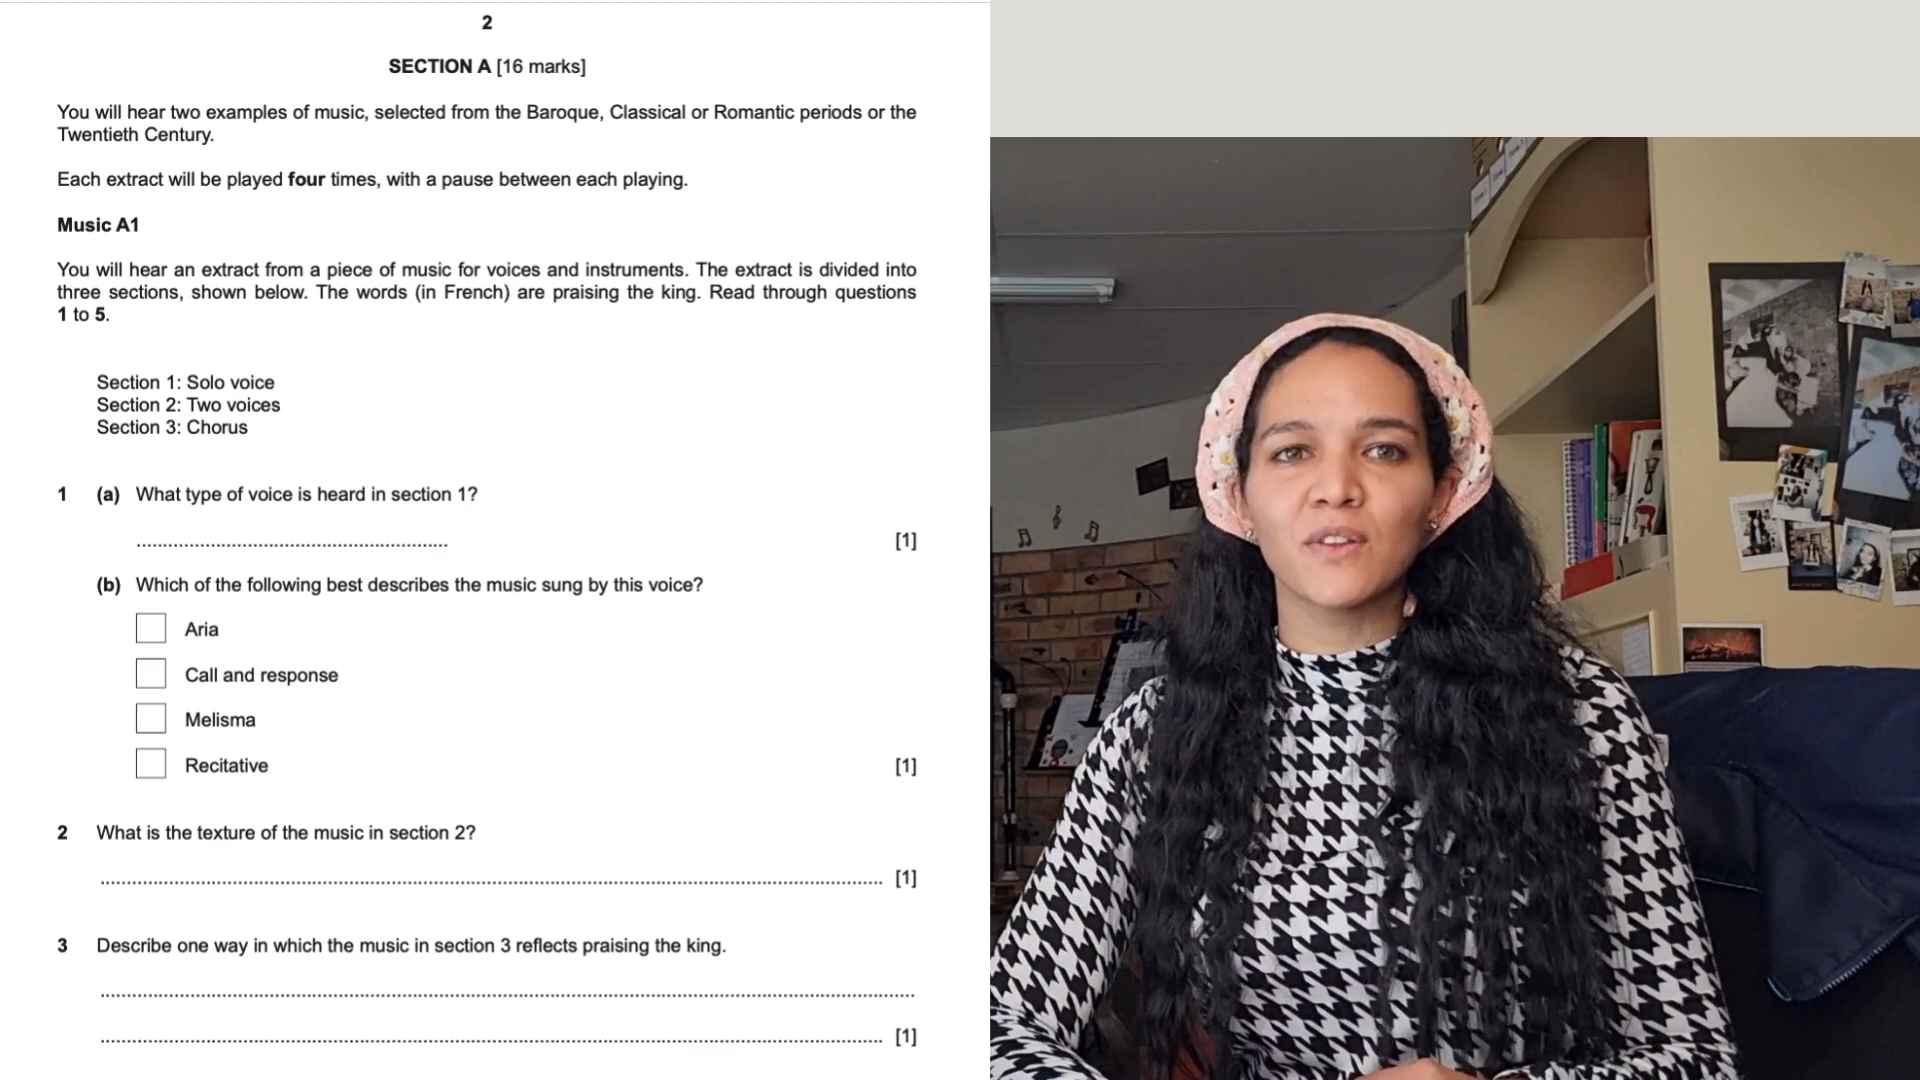 2
SECTION A [16 marks]
You will hear two examples of music, selected from the Baroque, Classical or Romantic periods or the
Twentieth Century.
Each extract will be played four times, with a pause between each playing.
Music A1
You will hear an extract from a piece of music for voices and instruments. The extract is divided into
three sections, shown below. The words (in French) are praising the king. Read through questions
1 to 5.
Section 1: Solo voice
Section 2: Two voices
Section 3: Chorus
1 (a) What type of voice is heard in section 1?
.......................................................... [1]
(b) Which of the following best describes the music sung by this voice?
Aria
Call and response
Melisma
Recitative [1]
2 What is the texture of the music in section 2?
.................................................................................................................................................... [1]
3 Describe one way in which the music in section 3 reflects praising the king.
..........................................................................................................................................................
.................................................................................................................................................... [1]